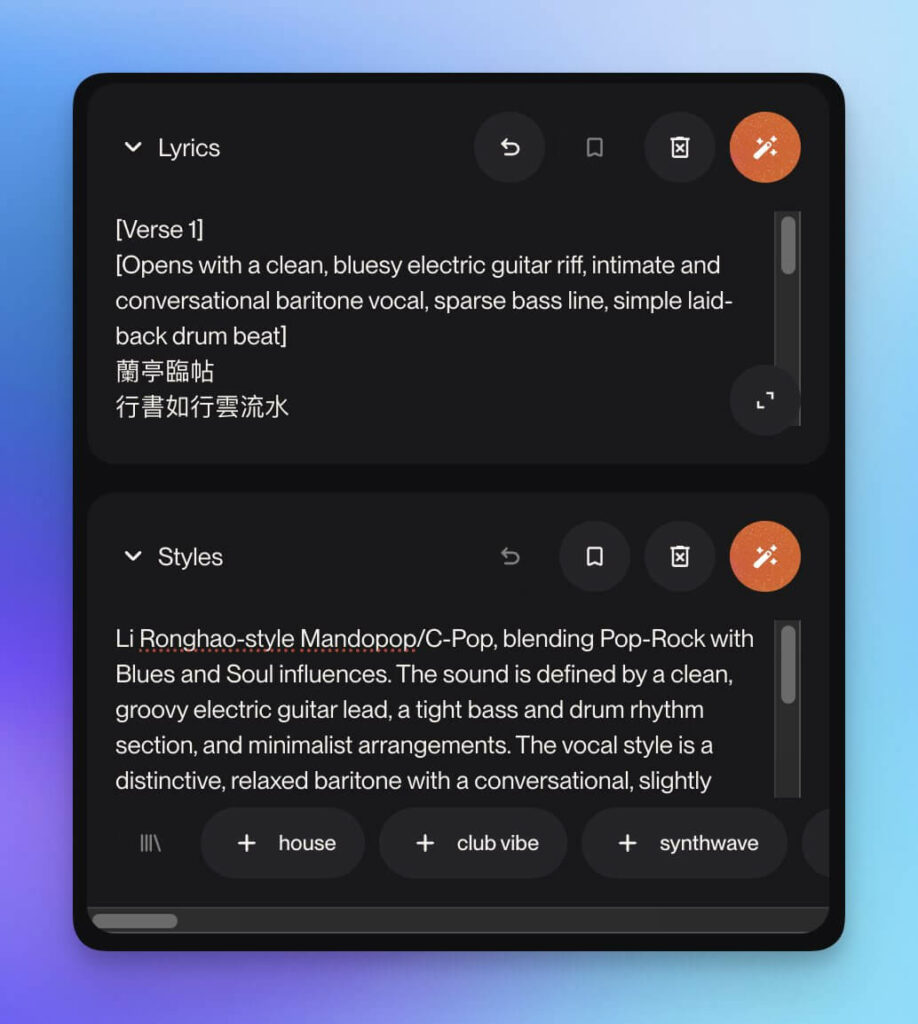 Lyrics
[Verse 1]
[Opens with a clean, bluesy electric guitar riff, intimate and
conversational baritone vocal, sparse bass line, simple laid-
back drum beat]
蘭亭臨帖
行書如行雲流水
Styles
Li Ronghao-style Mandopop/C-Pop, blending Pop-Rock with
Blues and Soul influences. The sound is defined by a clean,
groovy electric guitar lead, a tight bass and drum rhythm
section, and minimalist arrangements. The vocal style is a
distinctive, relaxed baritone with a conversational, slightly
+ house + club vibe + synthwave